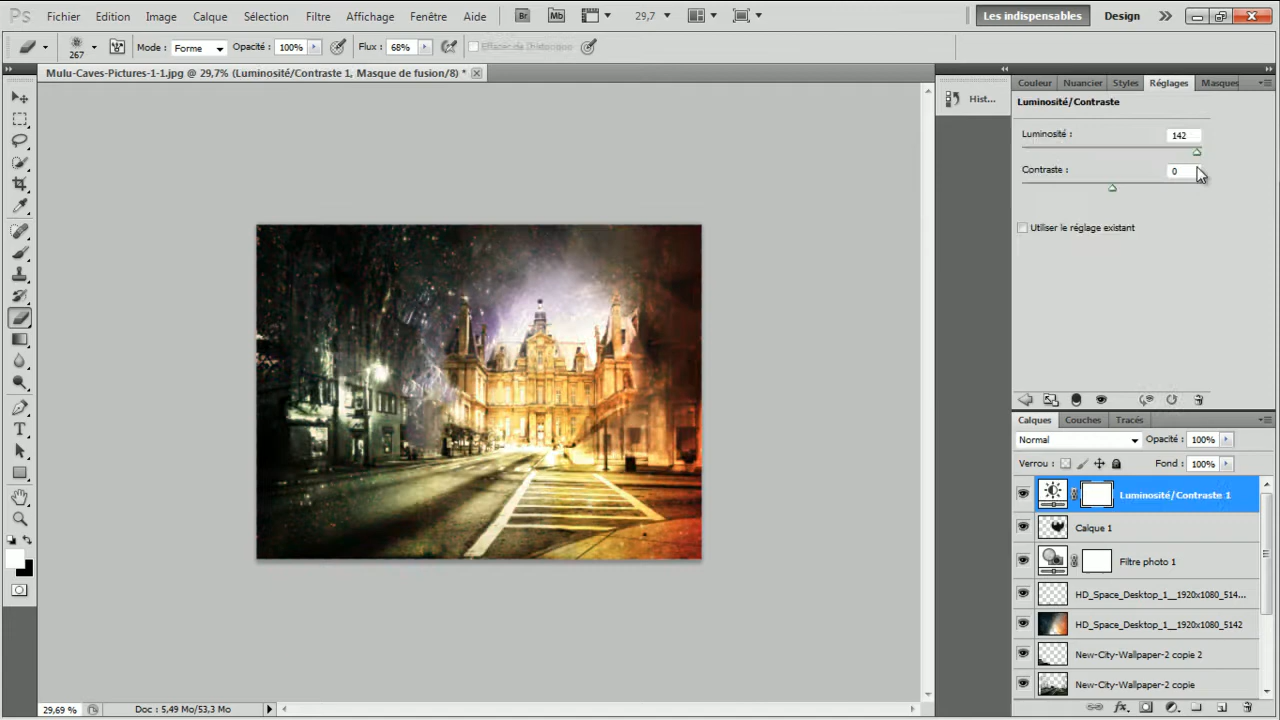 Ps Fichier Edition Image Calque Sélection Filtre Affichage Fenêtre Aide Br Mb 29,7 Les indispensables Design
267 Mode : Forme Opacité : 100% Flux : 68% Effacer de l'historique
Mulu-Caves-Pictures-1-1.jpg @ 29,7% (Luminosité/Contraste 1, Masque de fusion/8) *
Hist...
Couleur Nuancier Styles Réglages Masques
Luminosité/Contraste
Luminosité : 142
Contraste : 0
Utiliser le réglage existant
Calques Couches Tracés
Normal Opacité : 100%
Verrou : Fond : 100%
Luminosité/Contraste 1
Calque 1
Filtre photo 1
HD_Space_Desktop_1__1920x1080_514...
HD_Space_Desktop_1__1920x1080_5142
New-City-Wallpaper-2 copie 2
New-City-Wallpaper-2 copie
29,69 % Doc : 5,49 Mo/53,3 Mo
fx